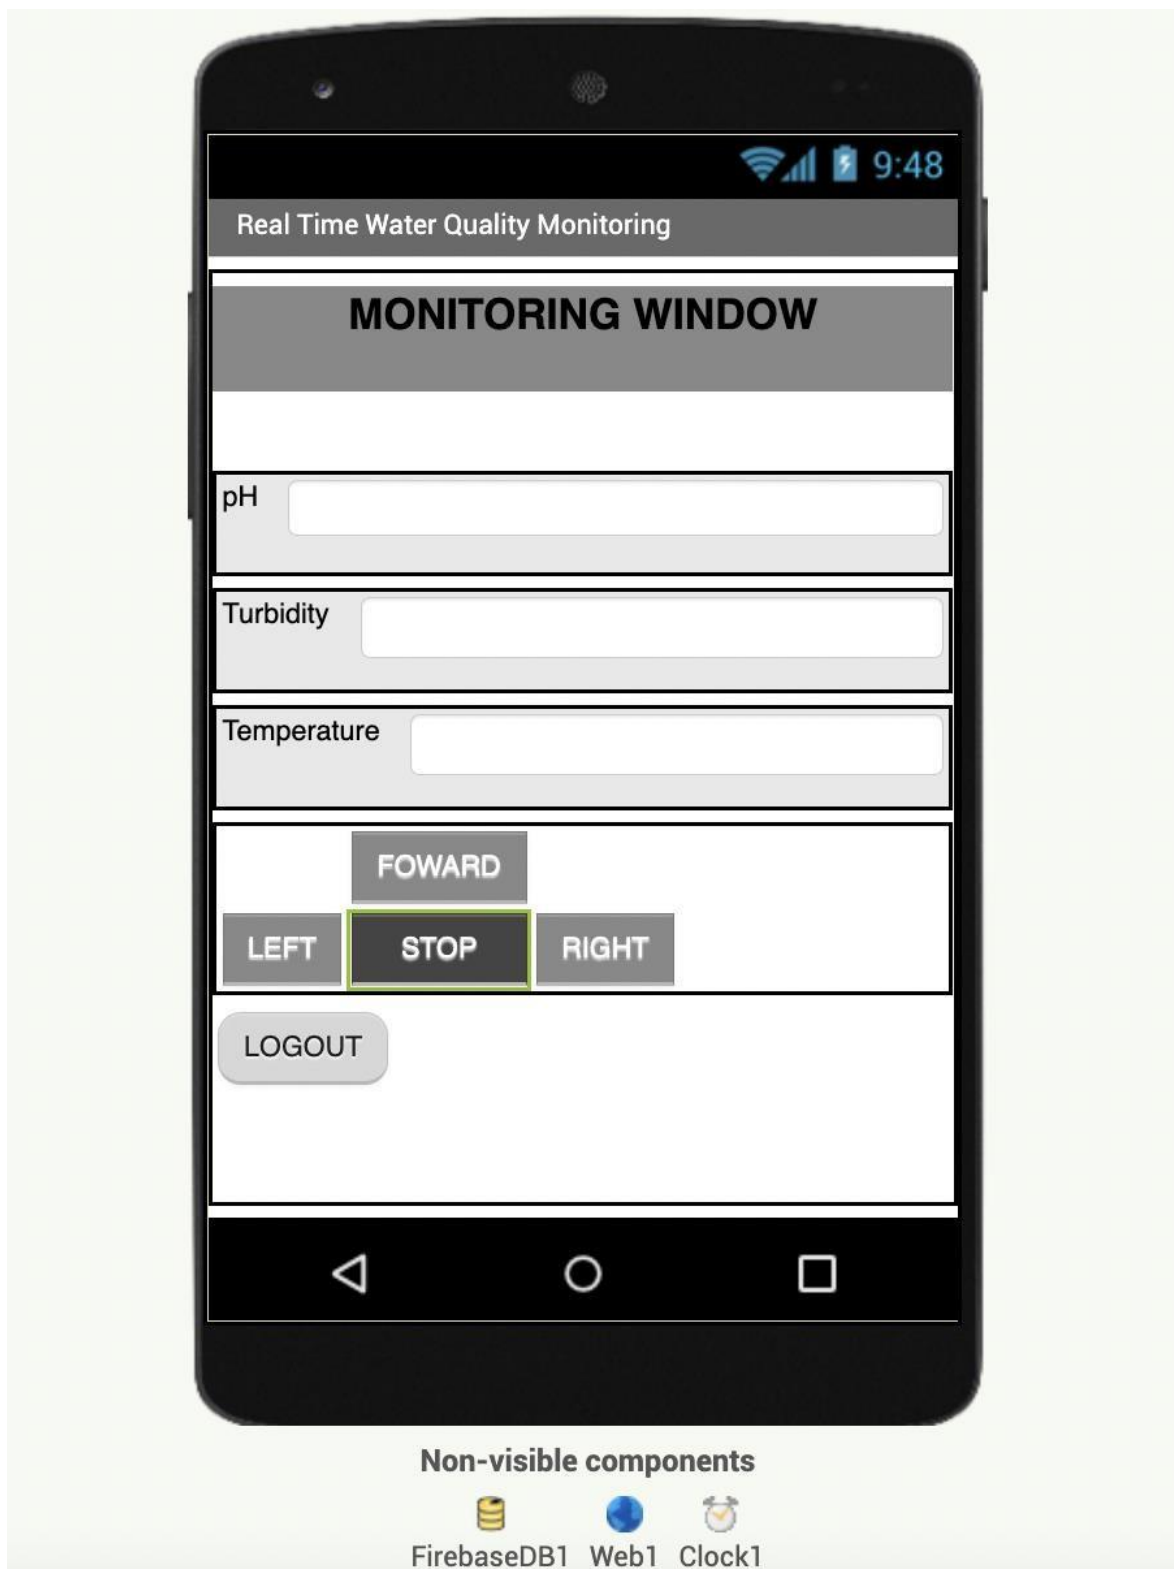 9:48
Real Time Water Quality Monitoring
MONITORING WINDOW
pH
Turbidity
Temperature
FOWARD
LEFT STOP RIGHT
LOGOUT
Non-visible components
FirebaseDB1 Web1 Clock1